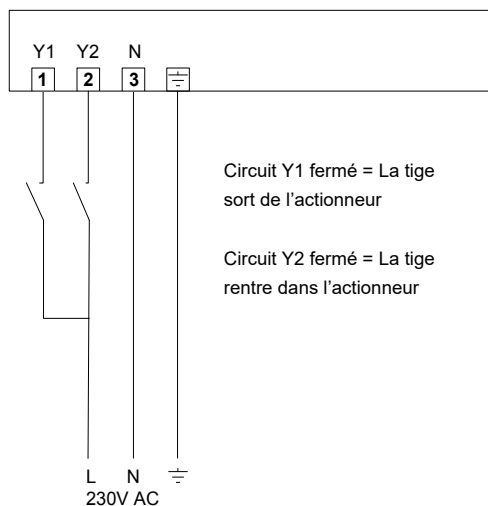 Y1 Y2 N
1 2 3
Circuit Y1 fermé = La tige
sort de l’actionneur
Circuit Y2 fermé = La tige
rentre dans l’actionneur
L N
230V AC